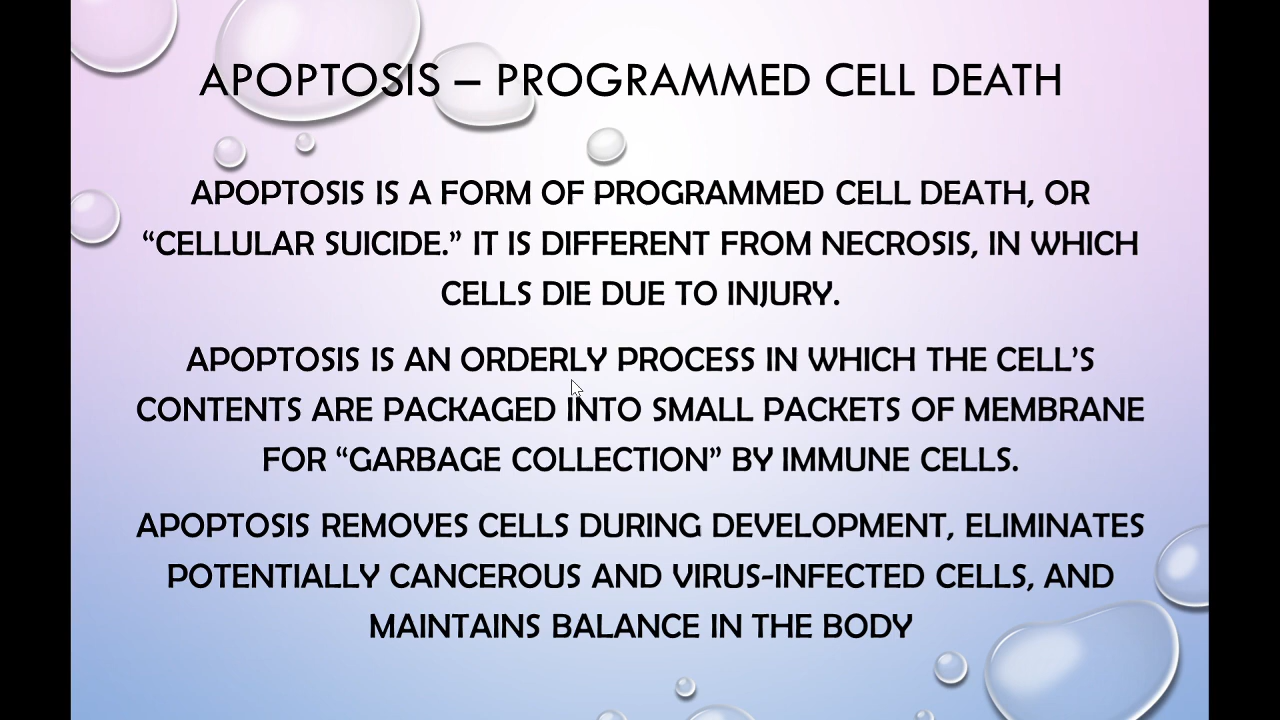 APOPTOSIS – PROGRAMMED CELL DEATH
APOPTOSIS IS A FORM OF PROGRAMMED CELL DEATH, OR
“CELLULAR SUICIDE.” IT IS DIFFERENT FROM NECROSIS, IN WHICH
CELLS DIE DUE TO INJURY.
APOPTOSIS IS AN ORDERLY PROCESS IN WHICH THE CELL’S
CONTENTS ARE PACKAGED INTO SMALL PACKETS OF MEMBRANE
FOR “GARBAGE COLLECTION” BY IMMUNE CELLS.
APOPTOSIS REMOVES CELLS DURING DEVELOPMENT, ELIMINATES
POTENTIALLY CANCEROUS AND VIRUS-INFECTED CELLS, AND
MAINTAINS BALANCE IN THE BODY